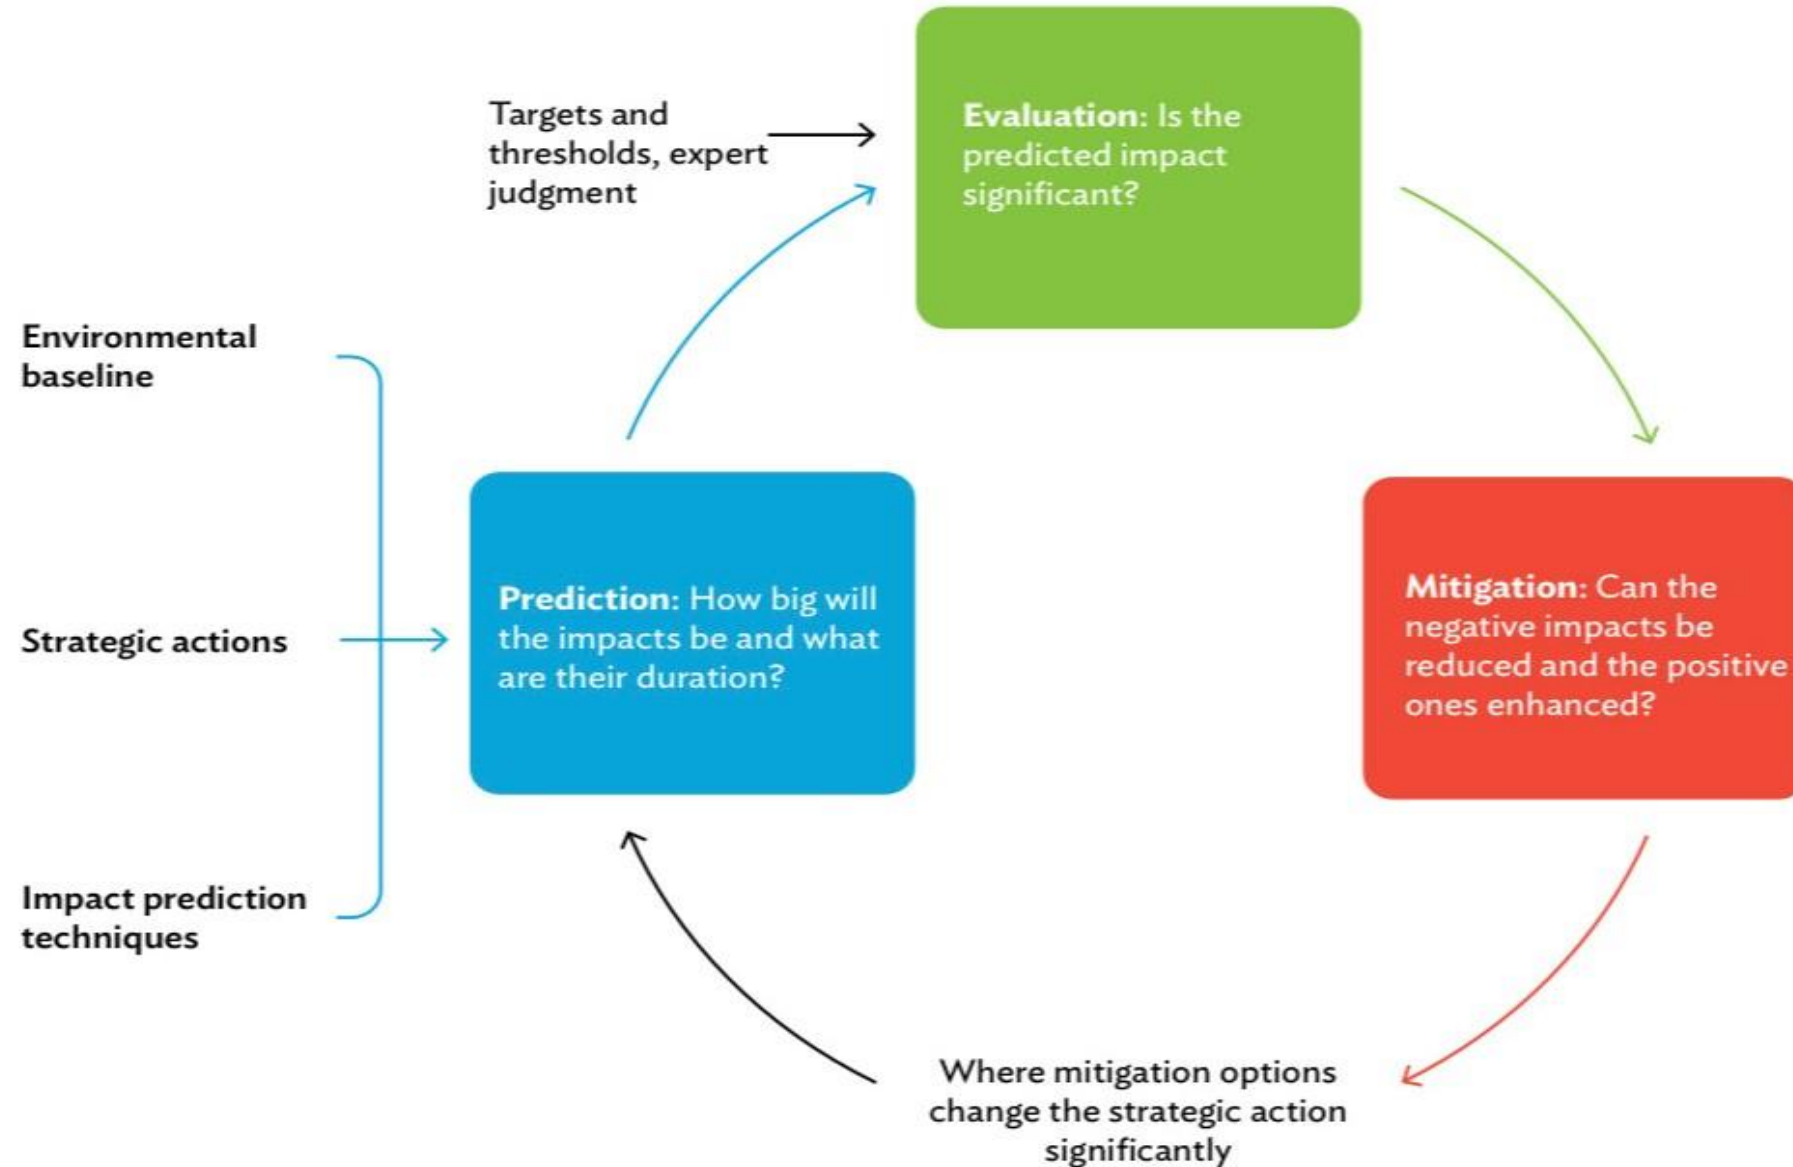 Targets and
thresholds, expert
judgment
Evaluation: Is the
predicted impact
significant?
Environmental
baseline
Strategic actions
Impact prediction
techniques
Prediction: How big will
the impacts be and what
are their duration?
Mitigation: Can the
negative impacts be
reduced and the positive
ones enhanced?
Where mitigation options
change the strategic action
significantly